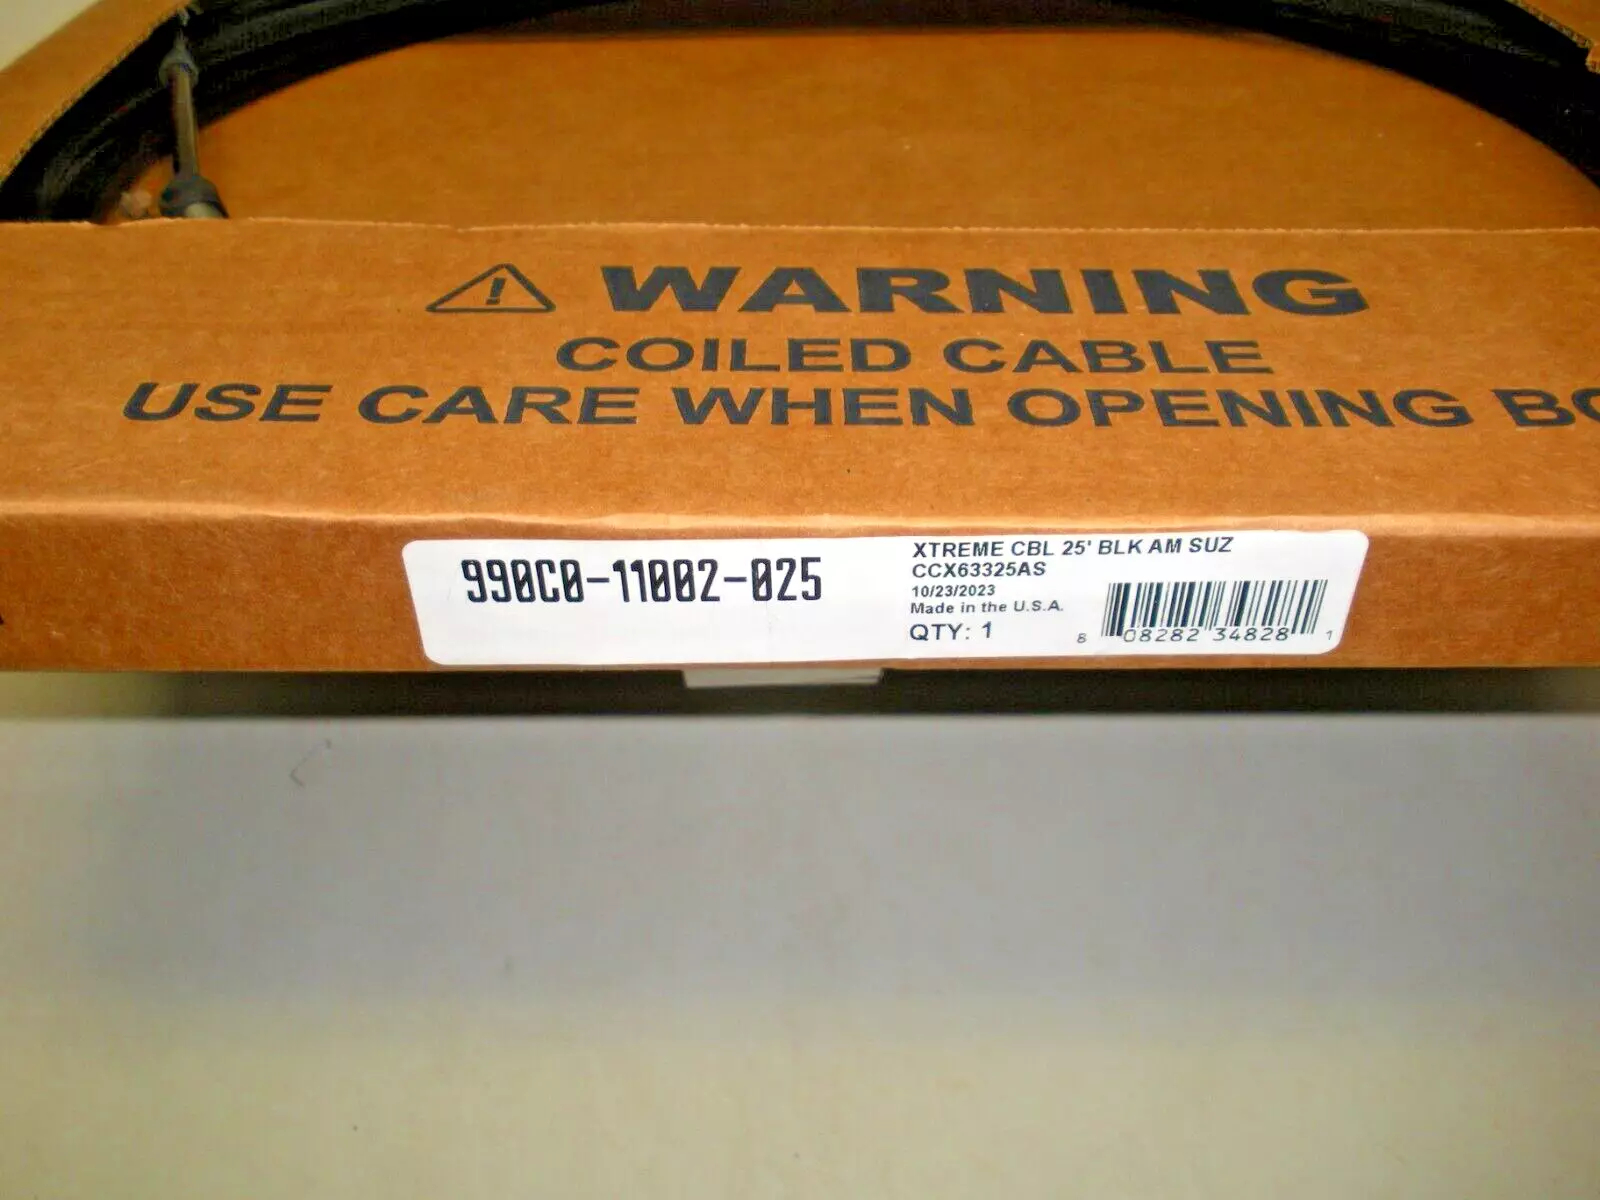 WARNING
COILED CABLE
USE CARE WHEN OPENING
990C0-11002-025
XTREME CBL 25' BLK AM SUZ
CCX63325AS
10/23/2023
Made in the U.S.A.
QTY: 1
8 08282 34828 1